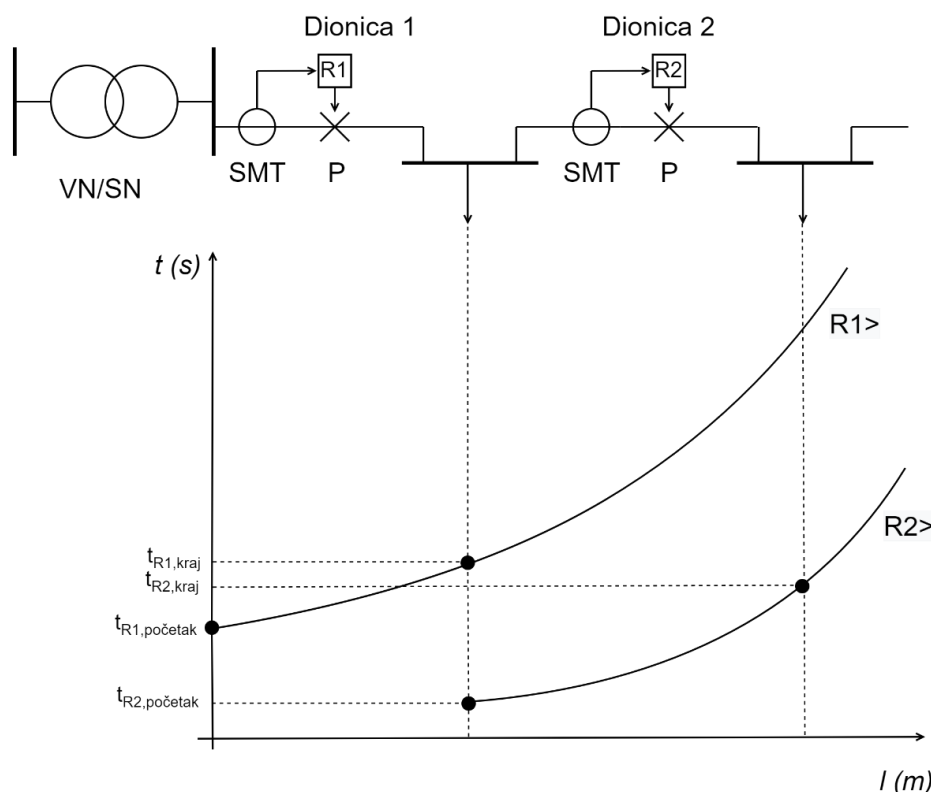 Dionica 1
Dionica 2
R1
R2
SMT
P
SMT
P
VN/SN
t (s)
R1>
R2>
tR1,kraj
tR2,kraj
tR1,početak
tR2,početak
l (m)